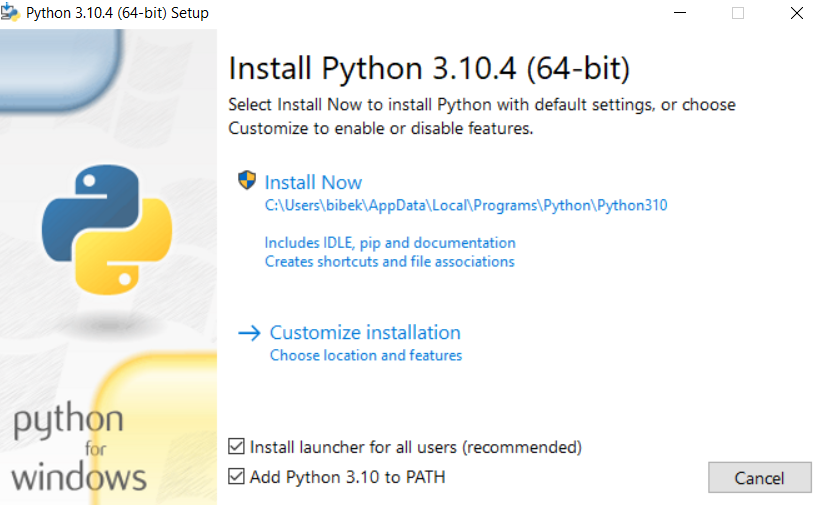 Python 3.10.4 (64-bit) Setup
Install Python 3.10.4 (64-bit)
Select Install Now to install Python with default settings, or choose
Customize to enable or disable features.
Install Now
C:\Users\bibek\AppData\Local\Programs\Python\Python310
Includes IDLE, pip and documentation
Creates shortcuts and file associations
Customize installation
Choose location and features
python
for
windows
Install launcher for all users (recommended)
Add Python 3.10 to PATH
Cancel